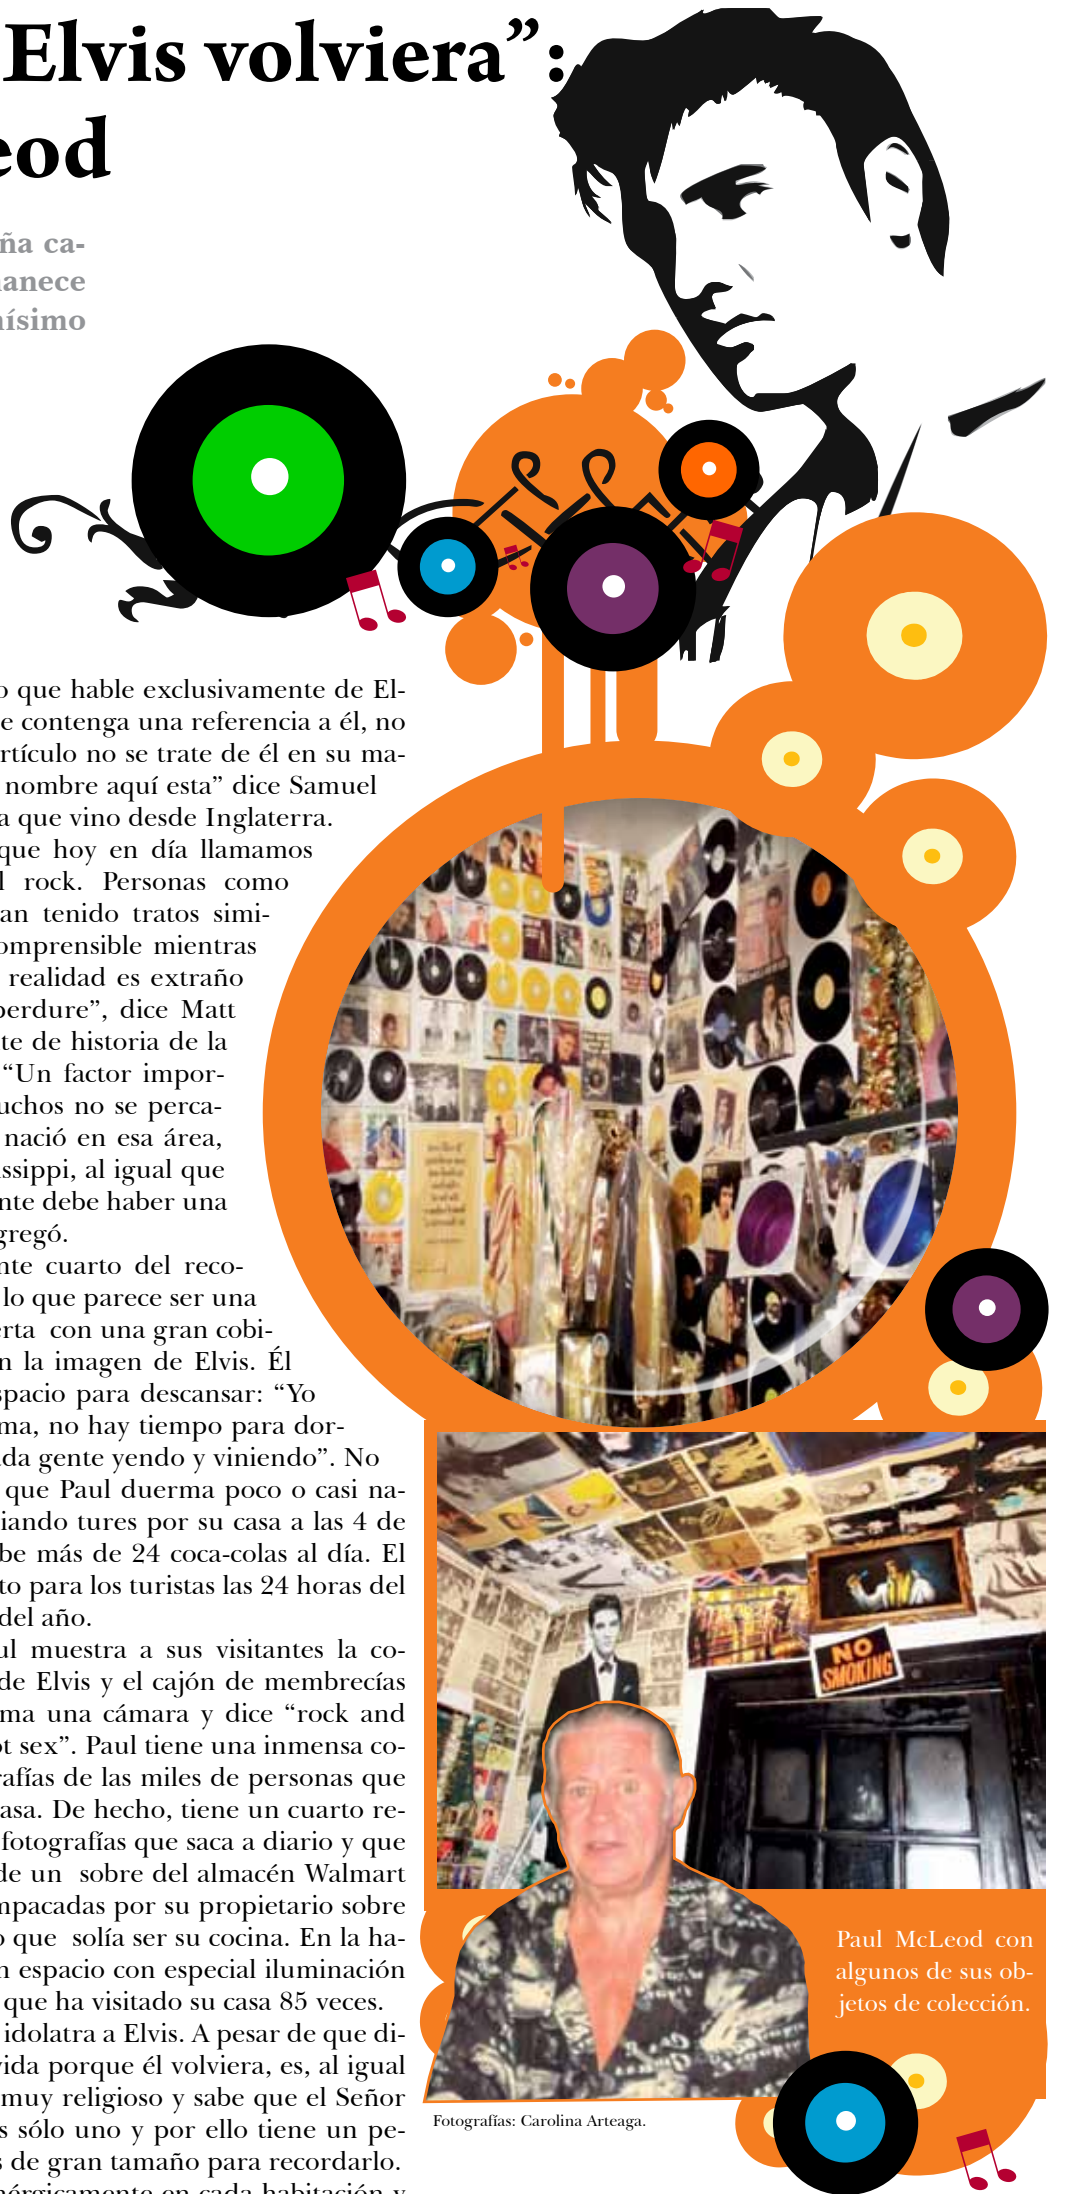 Elvis volviera”:
eod
ña ca-
anece
ísimo
o que hable exclusivamente de El-
e contenga una referencia a él, no
rtículo no se trate de él en su ma-
nombre aquí esta” dice Samuel
a que vino desde Inglaterra.
que hoy en día llamamos
l rock. Personas como
an tenido tratos simi-
omprensible mientras
realidad es extraño
perdure”, dice Matt
te de historia de la
“Un factor impor-
uchos no se perca-
nació en esa área,
issippi, al igual que
nte debe haber una
gregó.
nte cuarto del reco-
lo que parece ser una
erta con una gran cobi-
n la imagen de Elvis. Él
spacio para descansar: “Yo
ma, no hay tiempo para dor-
da gente yendo y viniendo”. No
que Paul duerma poco o casi na-
iando tures por su casa a las 4 de
be más de 24 coca-colas al día. El
to para los turistas las 24 horas del
del año.
ul muestra a sus visitantes la co-
de Elvis y el cajón de membrecías
ma una cámara y dice “rock and
ot sex”. Paul tiene una inmensa co-
rafías de las miles de personas que
asa. De hecho, tiene un cuarto re-
fotografías que saca a diario y que
de un sobre del almacén Walmart
mpacadas por su propietario sobre
o que solía ser su cocina. En la ha-
n espacio con especial iluminación
que ha visitado su casa 85 veces.
idolatra a Elvis. A pesar de que di-
vida porque él volviera, es, al igual
muy religioso y sabe que el Señor
s sólo uno y por ello tiene un pe-
s de gran tamaño para recordarlo.
nérgicamente en cada habitación y
NO
SMOKING
Paul McLeod con
algunos de sus ob-
jetos de colección.
Fotografías: Carolina Arteaga.